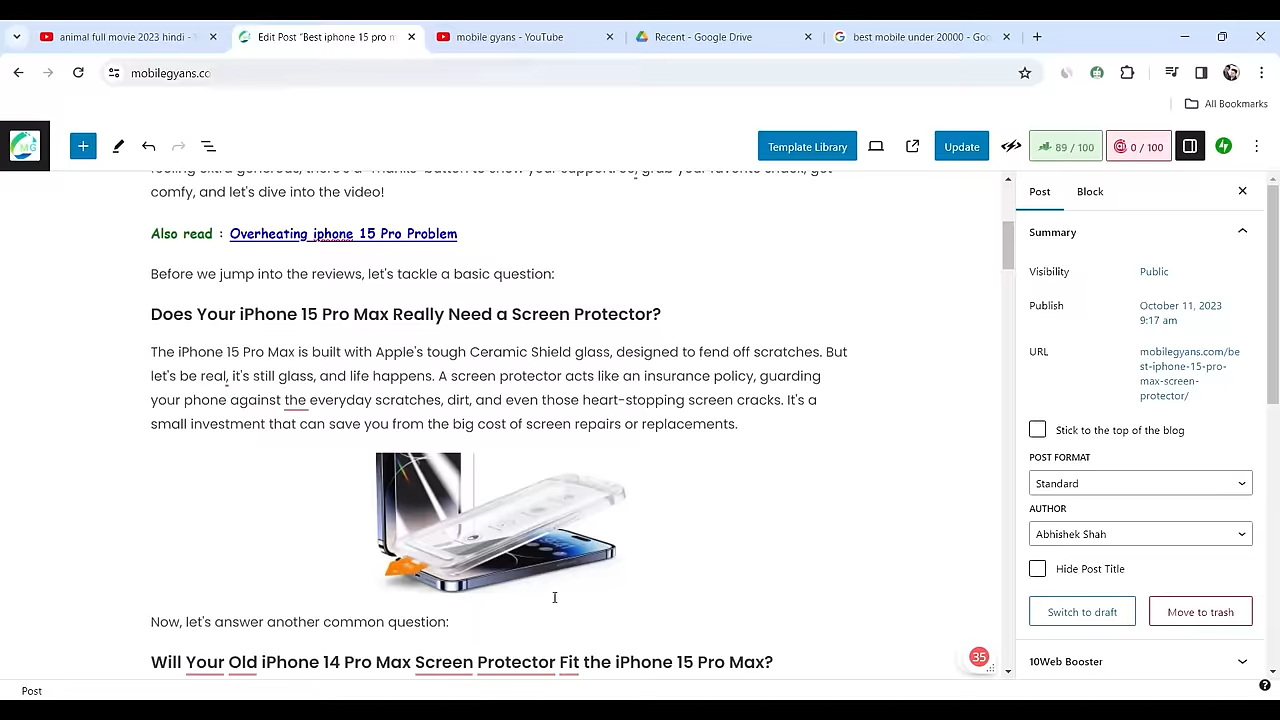 animal full movie 2023 hindi -
Edit Post "Best iphone 15 pro m
mobile gyans - YouTube
Recent - Google Drive
best mobile under 20000 - Goo
mobilegyans.co
All Bookmarks
MG
Template Library
Update
89 / 100
0 / 100
comfy, and let's dive into the video!
Also read : Overheating iphone 15 Pro Problem
Before we jump into the reviews, let's tackle a basic question:
Does Your iPhone 15 Pro Max Really Need a Screen Protector?
The iPhone 15 Pro Max is built with Apple's tough Ceramic Shield glass, designed to fend off scratches. But
let's be real, it's still glass, and life happens. A screen protector acts like an insurance policy, guarding
your phone against the everyday scratches, dirt, and even those heart-stopping screen cracks. It's a
small investment that can save you from the big cost of screen repairs or replacements.
Now, let's answer another common question:
Will Your Old iPhone 14 Pro Max Screen Protector Fit the iPhone 15 Pro Max?
35
Post
Block
Summary
Visibility
Public
Publish
October 11, 2023
9:17 am
URL
mobilegyans.com/be
st-iphone-15-pro-
max-screen-
protector/
Stick to the top of the blog
POST FORMAT
Standard
AUTHOR
Abhishek Shah
Hide Post Title
Switch to draft
Move to trash
10Web Booster
Post